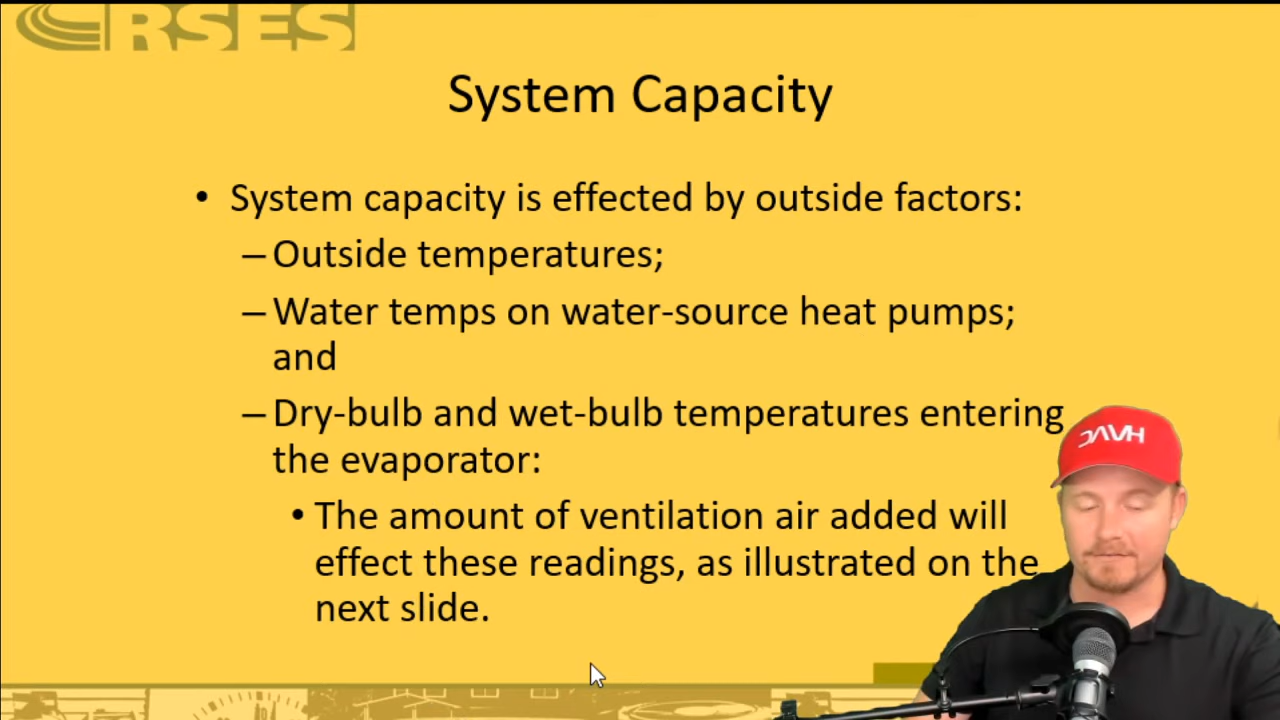 RSES
System Capacity
• System capacity is effected by outside factors:
– Outside temperatures;
– Water temps on water-source heat pumps;
and
– Dry-bulb and wet-bulb temperatures entering
the evaporator:
• The amount of ventilation air added will
effect these readings, as illustrated on the
next slide.